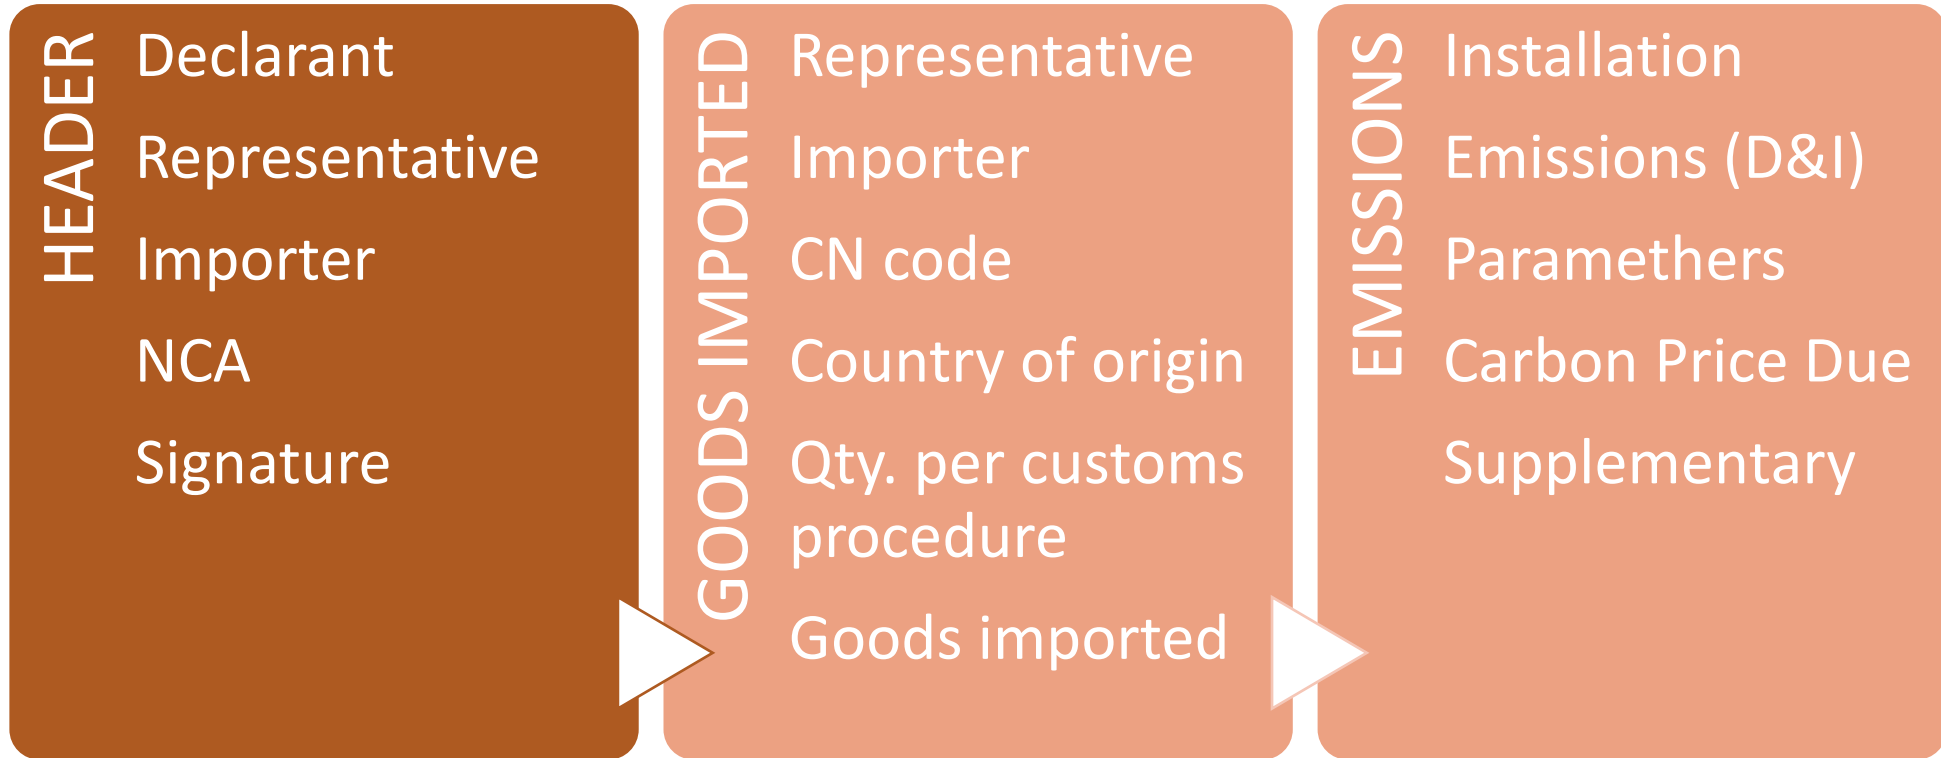 HEADER
Declarant
Representative
Importer
NCA
Signature
GOODS IMPORTED
Representative
Importer
CN code
Country of origin
Qty. per customs
procedure
Goods imported
EMISSIONS
Installation
Emissions (D&I)
Paramethers
Carbon Price Due
Supplementary